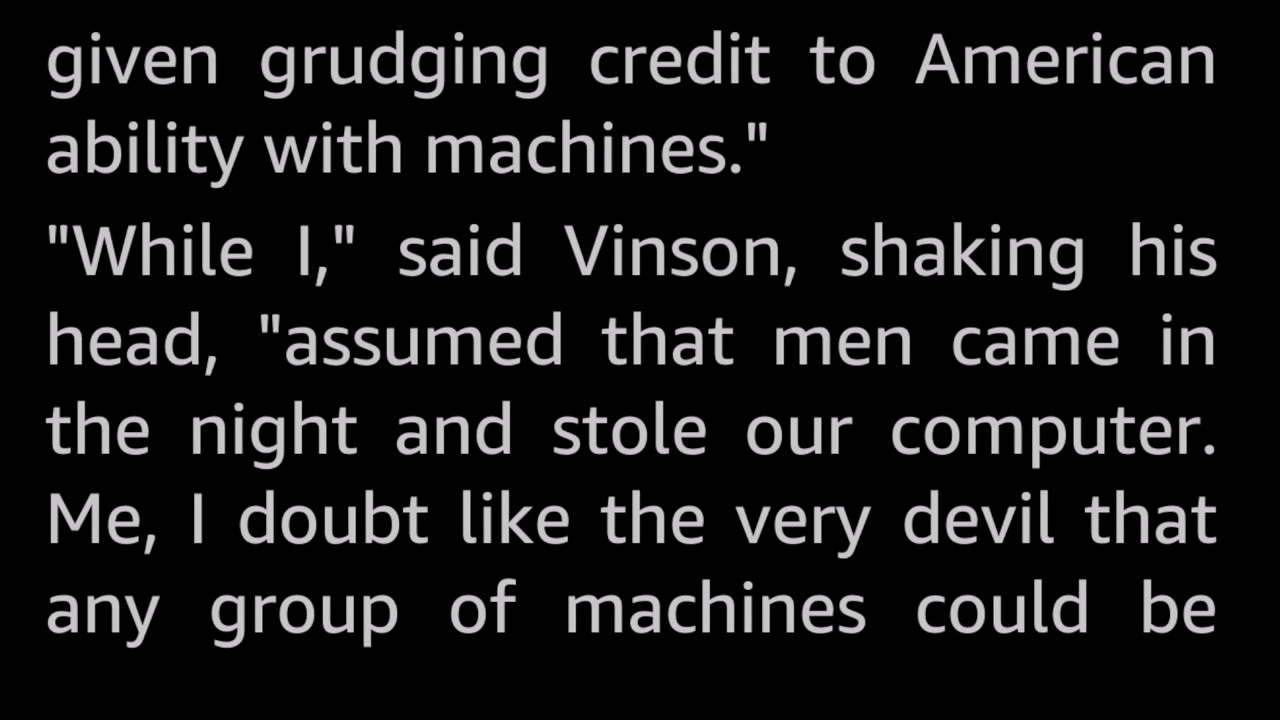 given grudging credit to American
ability with machines."
"While I," said Vinson, shaking his
head, "assumed that men came in
the night and stole our computer.
Me, I doubt like the very devil that
any group of machines could be